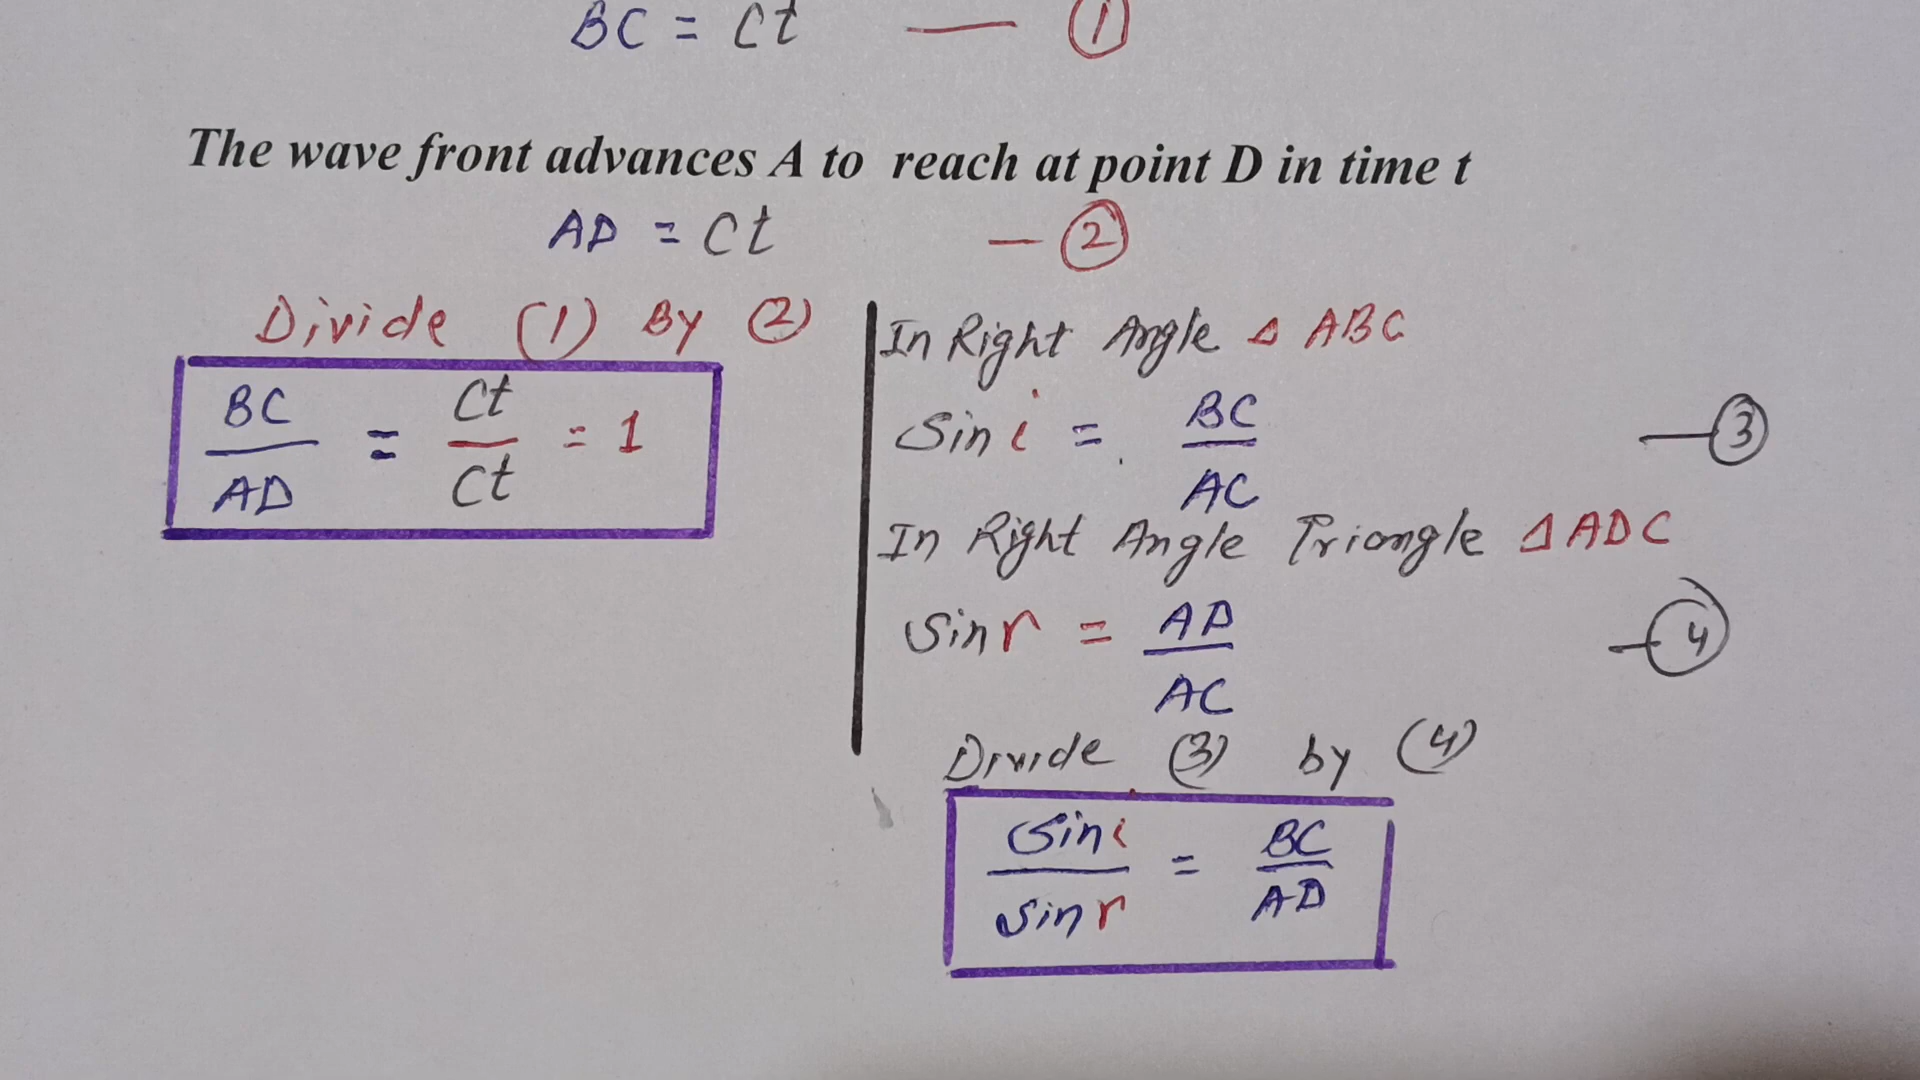 BC = Ct — ①
The wave front advances A to reach at point D in time t
AD = Ct — ②
Divide (1) By (2)
BC/AD = Ct/Ct = 1
In Right Angle Δ ABC
Sin i = BC/AC — ③
In Right Angle Triangle Δ ADC
Sin r = AD/AC — ④
Divide (3) by (4)
Sin i/Sin r = BC/AD